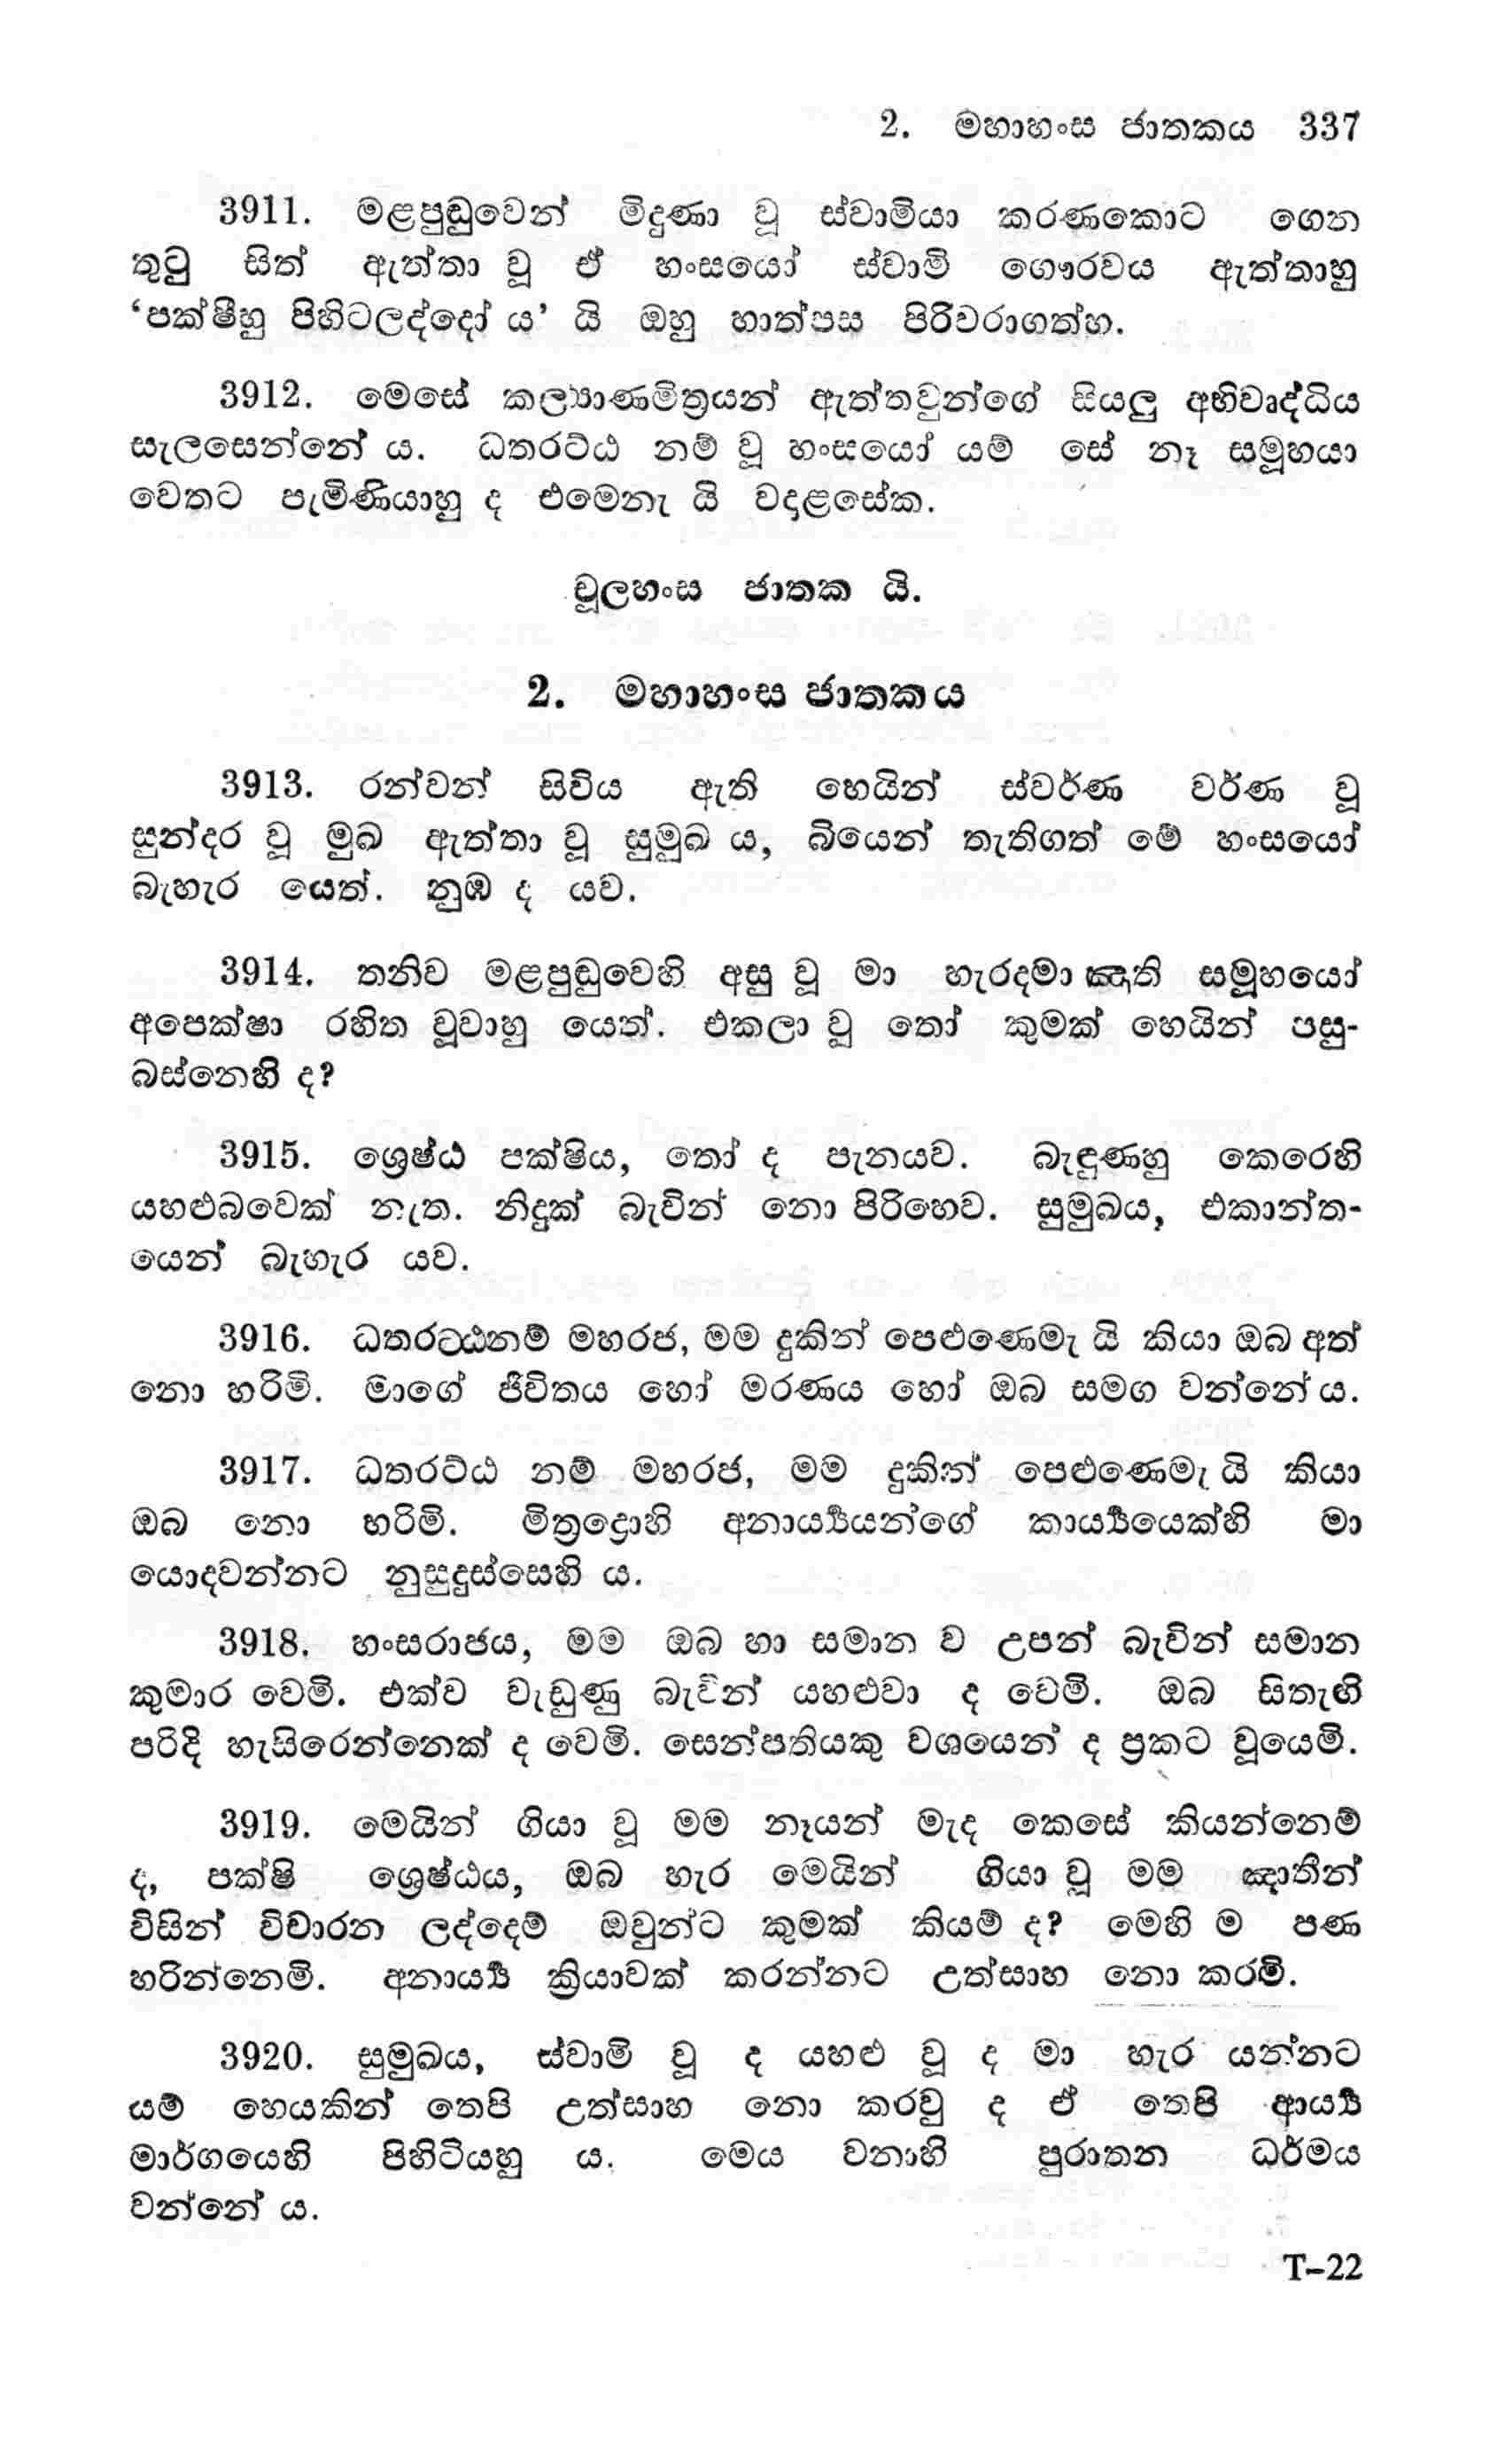 2. මහාහංස ජාතකය 337
3911. මළපුඬුවෙන් මිදුණා වූ ස්වාමියා කරණකොට ගෙන
තුටු සිත් ඇත්තා වූ ඒ හංසයෝ ස්වාමි ගෞරවය ඇත්තාහු
‘පක්ෂීහු පිහිටලද්දෝ ය’ යි ඔහු හාත්පස පිරිවරාගත්හ.
3912. මෙසේ කල්‍යාණමිත්‍රයන් ඇත්තවුන්ගේ සියලු අභිවෘද්ධිය
සැලසෙන්නේ ය. ධතරට්ඨ නම් වූ හංසයෝ යම් සේ නෑ සමූහයා
වෙතට පැමිණියාහු ද එමෙනැ යි වදාළසේක.
චූලහංස ජාතක යි.
2. මහාහංස ජාතකය
3913. රන්වන් සිවිය ඇති හෙයින් ස්වර්ණ වර්ණ වූ
සුන්දර වූ මුඛ ඇත්තා වූ සුමුඛ ය, බියෙන් තැතිගත් මේ හංසයෝ
බැහැර යෙත්. නුඹ ද යව.
3914. තනිව මළපුඬුවෙහි අසු වූ මා හැරදමා ඤාති සමූහයෝ
අපෙක්ෂා රහිත වූවාහු යෙත්. එකලා වූ තෝ කුමක් හෙයින් පසු-
බස්නෙහි ද?
3915. ශ්‍රෙෂ්ඨ පක්ෂිය, තෝ ද පැනයව. බැඳුණහු කෙරෙහි
යහළුබවෙක් නැත. නිදුක් බැවින් නො පිරිහෙව. සුමුඛය, එකාන්ත-
යෙන් බැහැර යව.
3916. ධතරට්ඨනම් මහරජ, මම දුකින් පෙළුණෙමැ යි කියා ඔබ අත්
නො හරිමි. මාගේ ජීවිතය හෝ මරණය හෝ ඔබ සමග වන්නේ ය.
3917. ධතරට්ඨ නම් මහරජ, මම දුකින් පෙළුණෙමැ යි කියා
ඔබ නො හරිමි. මිත්‍රද්‍රොහි අනාර්‍ය්‍යයන්ගේ කාර්‍ය්‍යයෙක්හි මා
යොදවන්නට නුසුදුස්සෙහි ය.
3918. හංසරාජය, මම ඔබ හා සමාන ව උපන් බැවින් සමාන
කුමාර වෙමි. එක්ව වැඩුණු බැවින් යහළුවා ද වෙමි. ඔබ සිතැඟි
පරිදි හැසිරෙන්නෙක් ද වෙමි. සෙන්පතියකු වශයෙන් ද ප්‍රකට වූයෙමි.
3919. මෙයින් ගියා වූ මම නෑයන් මැද කෙසේ කියන්නෙම්
ද, පක්ෂි ශ්‍රෙෂ්ඨය, ඔබ හැර මෙයින් ගියා වූ මම ඤාතීන්
විසින් විචාරන ලද්දෙම් ඔවුන්ට කුමක් කියම් ද? මෙහි ම පණ
හරින්නෙමි. අනාර්‍ය්‍ය ක්‍රියාවක් කරන්නට උත්සාහ නො කරමි.
3920. සුමුඛය, ස්වාමි වූ ද යහළු වූ ද මා හැර යන්නට
යම් හෙයකින් තෙපි උත්සාහ නො කරවු ද ඒ තෙපි ආර්‍ය්‍ය
මාර්ගයෙහි පිහිටියහු ය. මෙය වනාහි පුරාතන ධර්මය
වන්නේ ය.
T–22